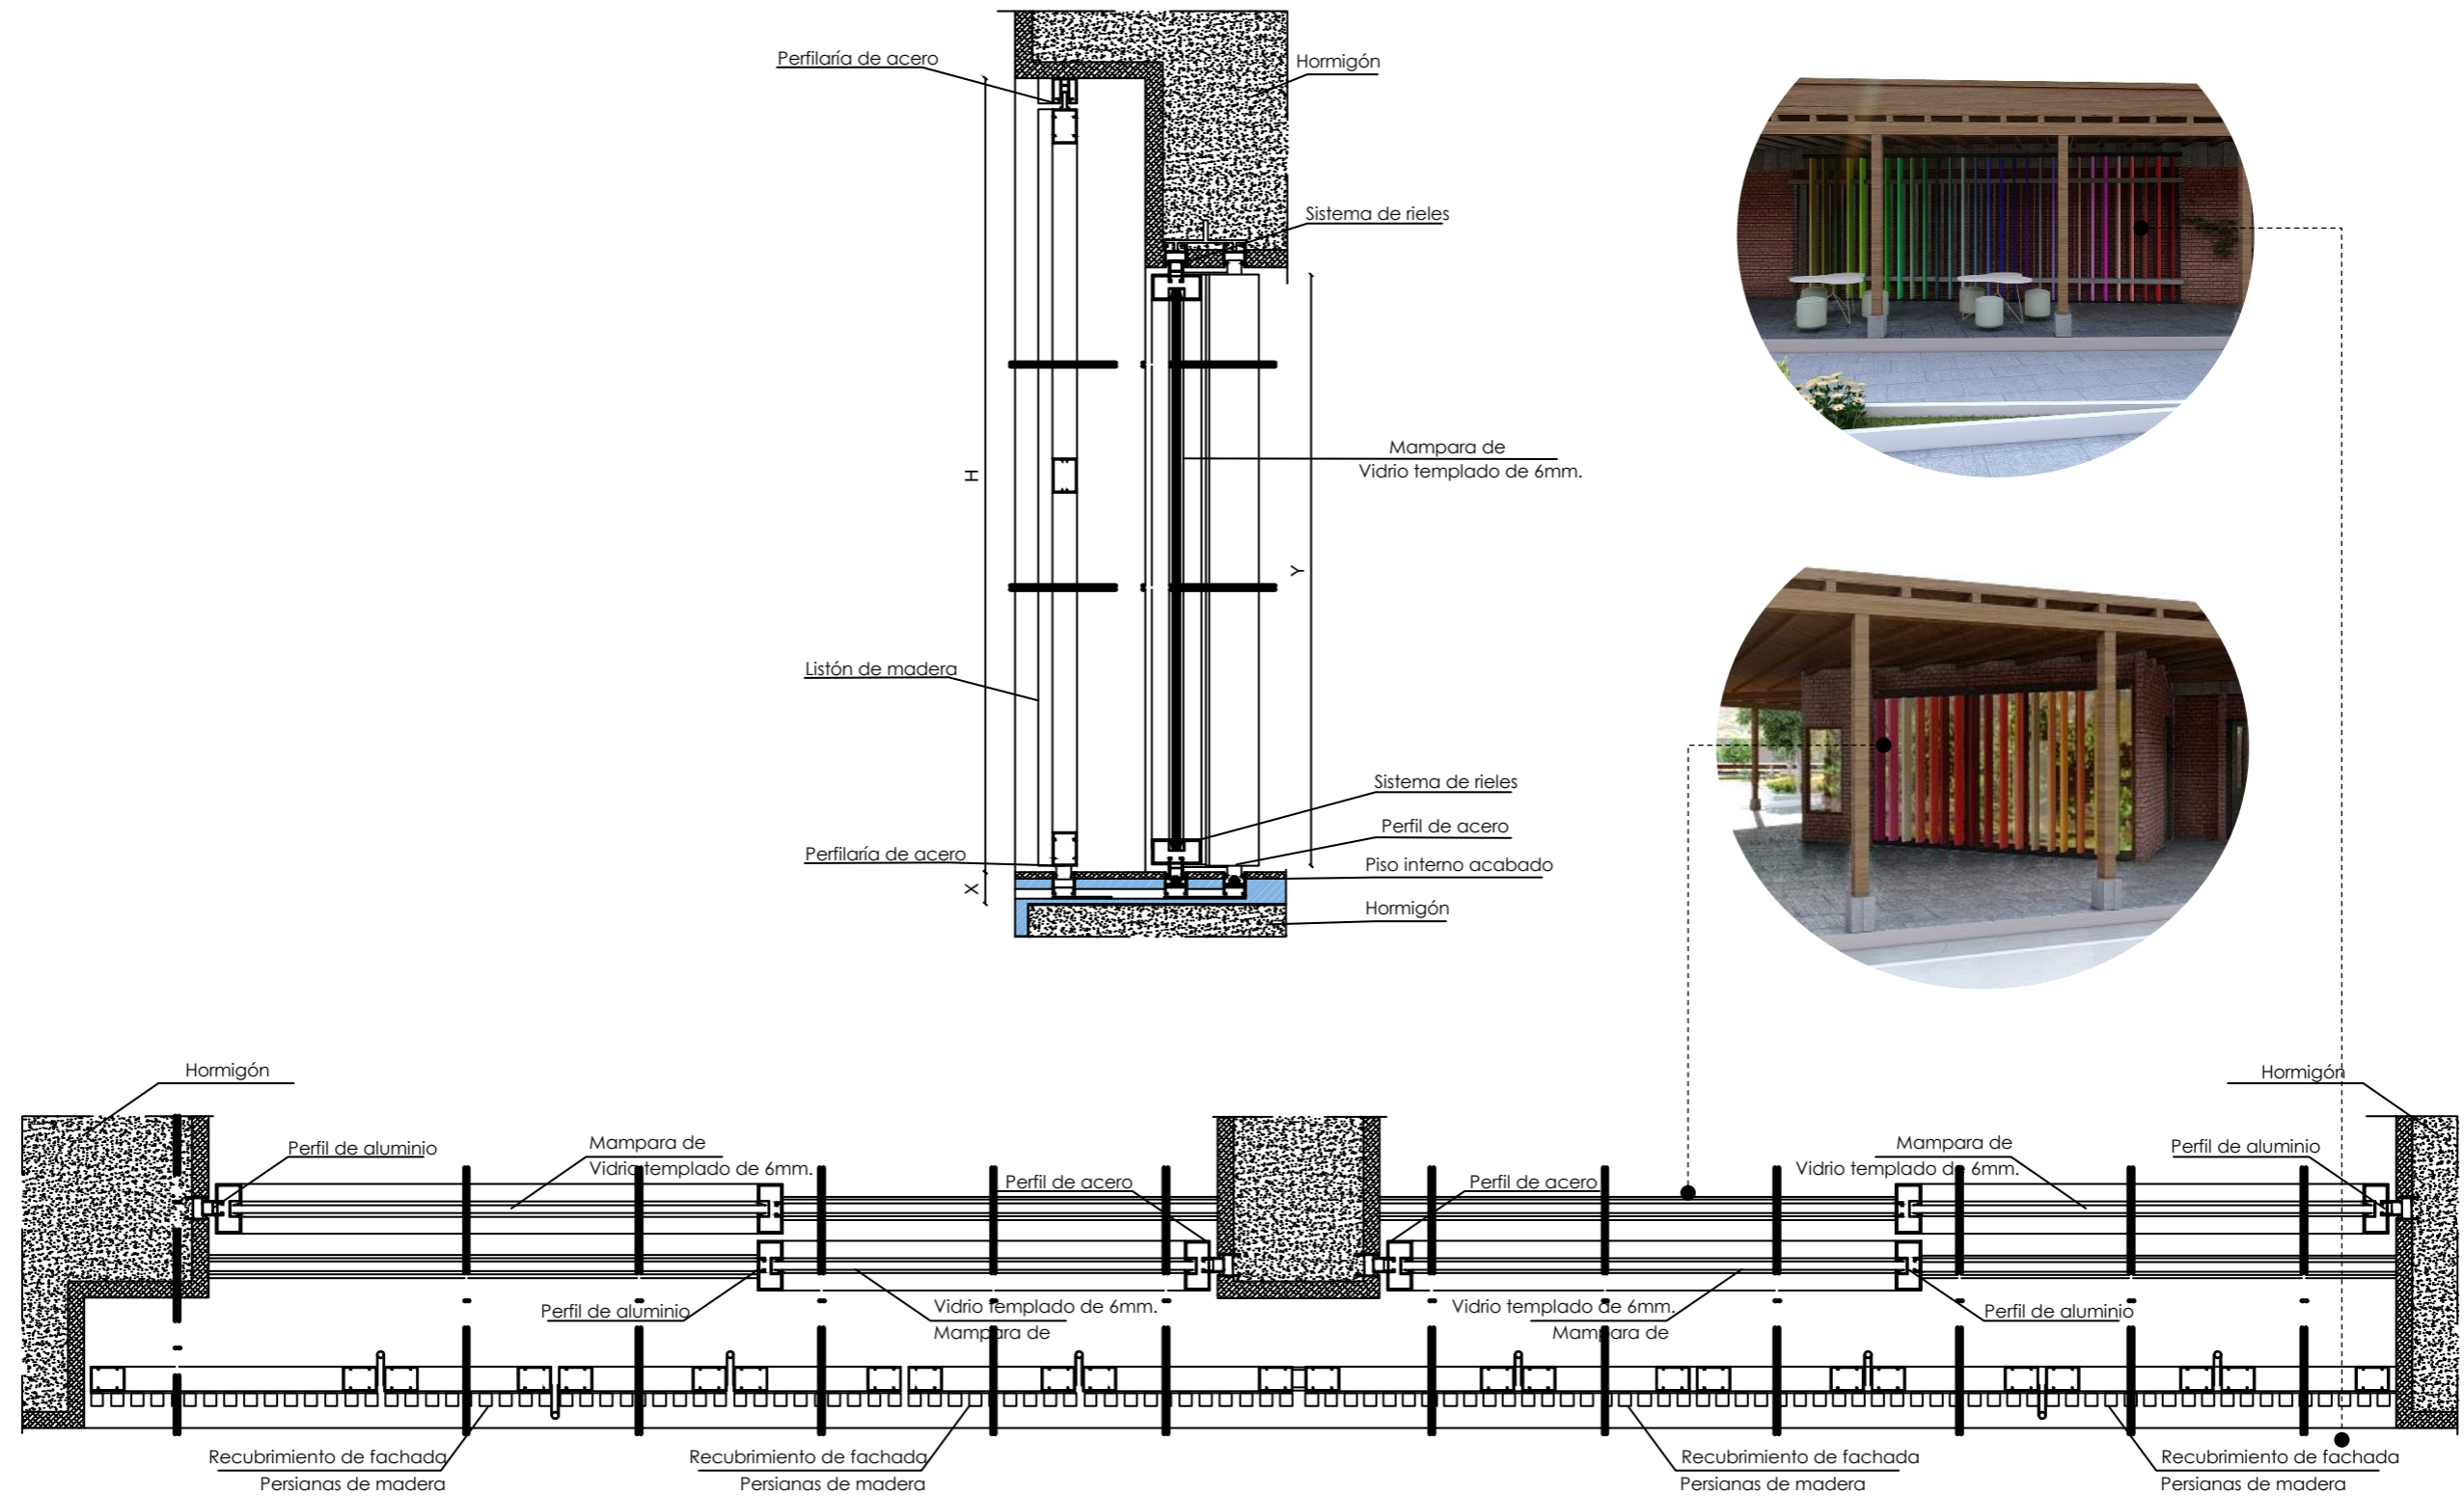 Perfilaría de acero
Hormigón
Sistema de rieles
Mampara de
Vidrio templado de 6mm.
H
Y
Listón de madera
Sistema de rieles
Perfil de acero
Perfilaría de acero
Piso interno acabado
X
Hormigón
Hormigón
Hormigón
Perfil de aluminio
Mampara de
Vidrio templado de 6mm.
Perfil de acero
Perfil de acero
Mampara de
Vidrio templado de 6mm.
Perfil de aluminio
Perfil de aluminio
Vidrio templado de 6mm.
Mampara de
Vidrio templado de 6mm.
Mampara de
Perfil de aluminio
Recubrimiento de fachada
Persianas de madera
Recubrimiento de fachada
Persianas de madera
Recubrimiento de fachada
Persianas de madera
Recubrimiento de fachada
Persianas de madera